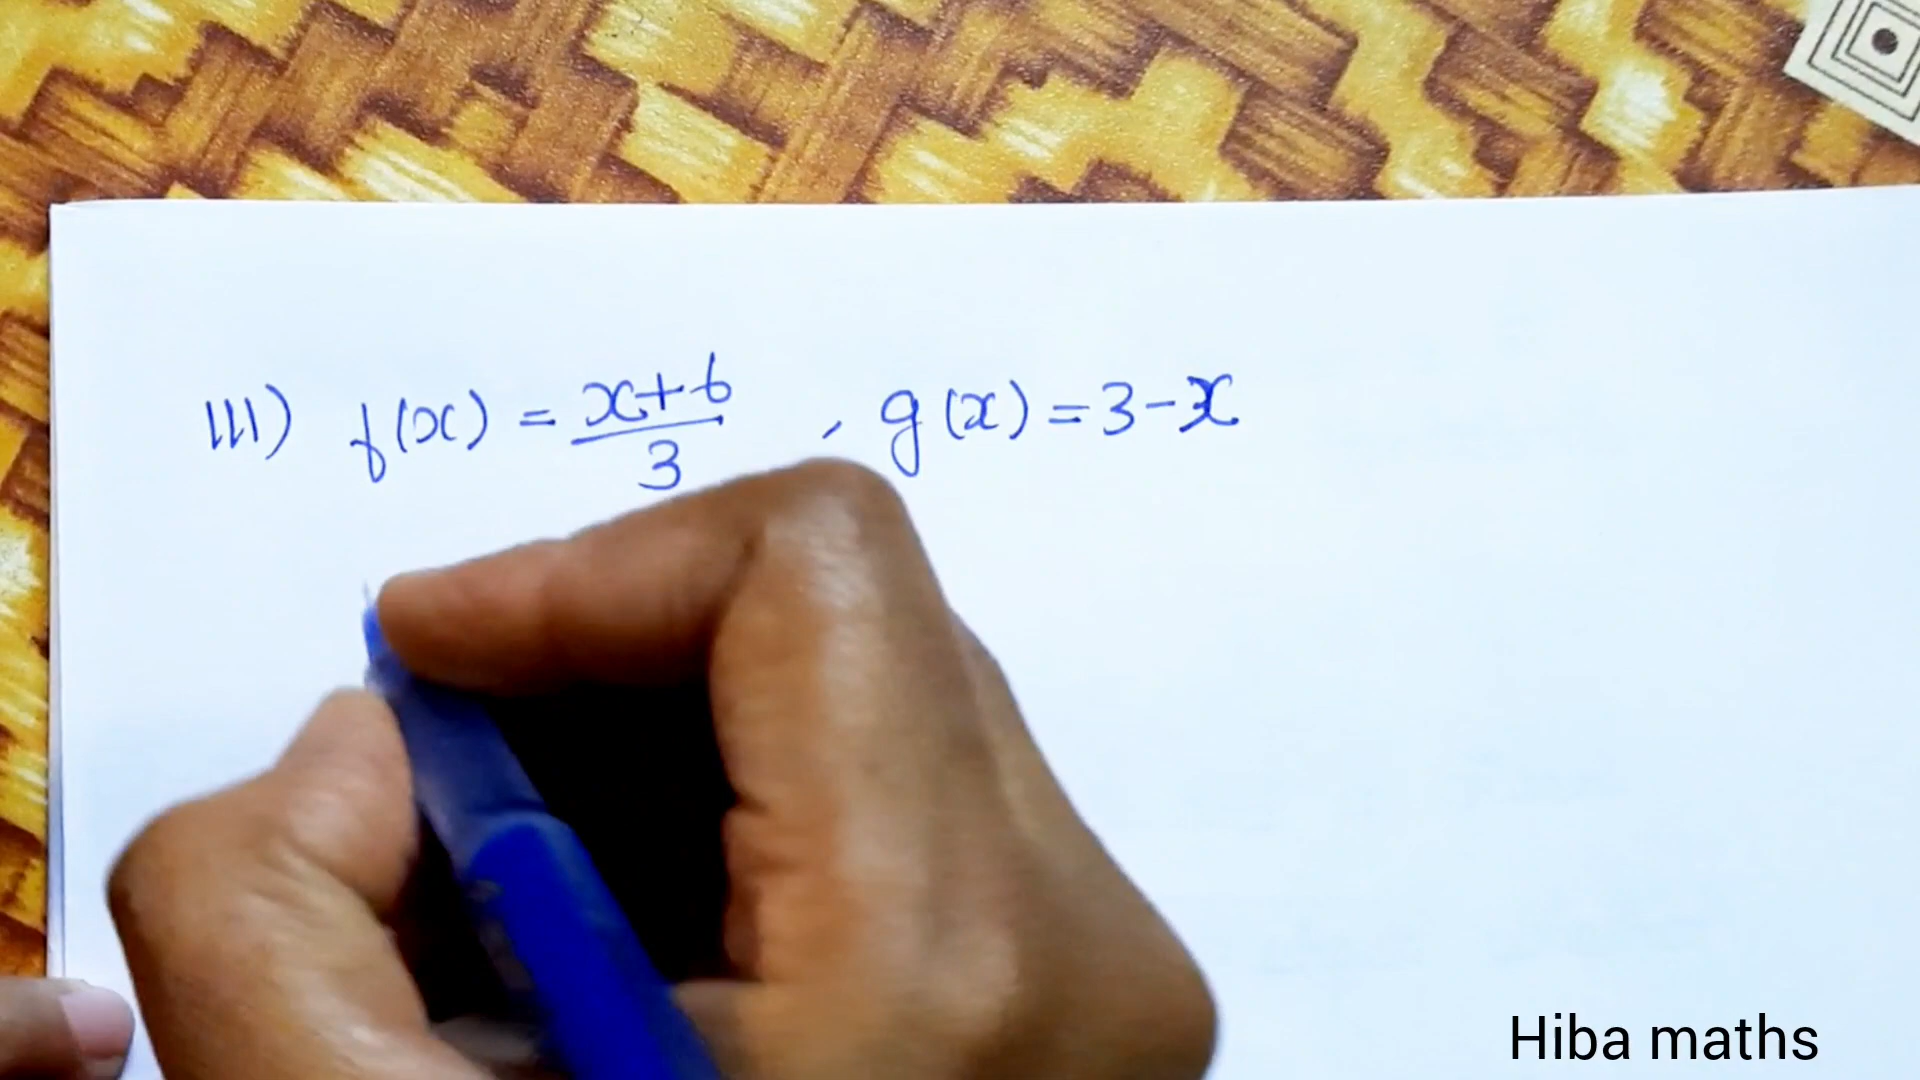 III) f(x) = x+6/3 , g(x) = 3-x
Hiba maths